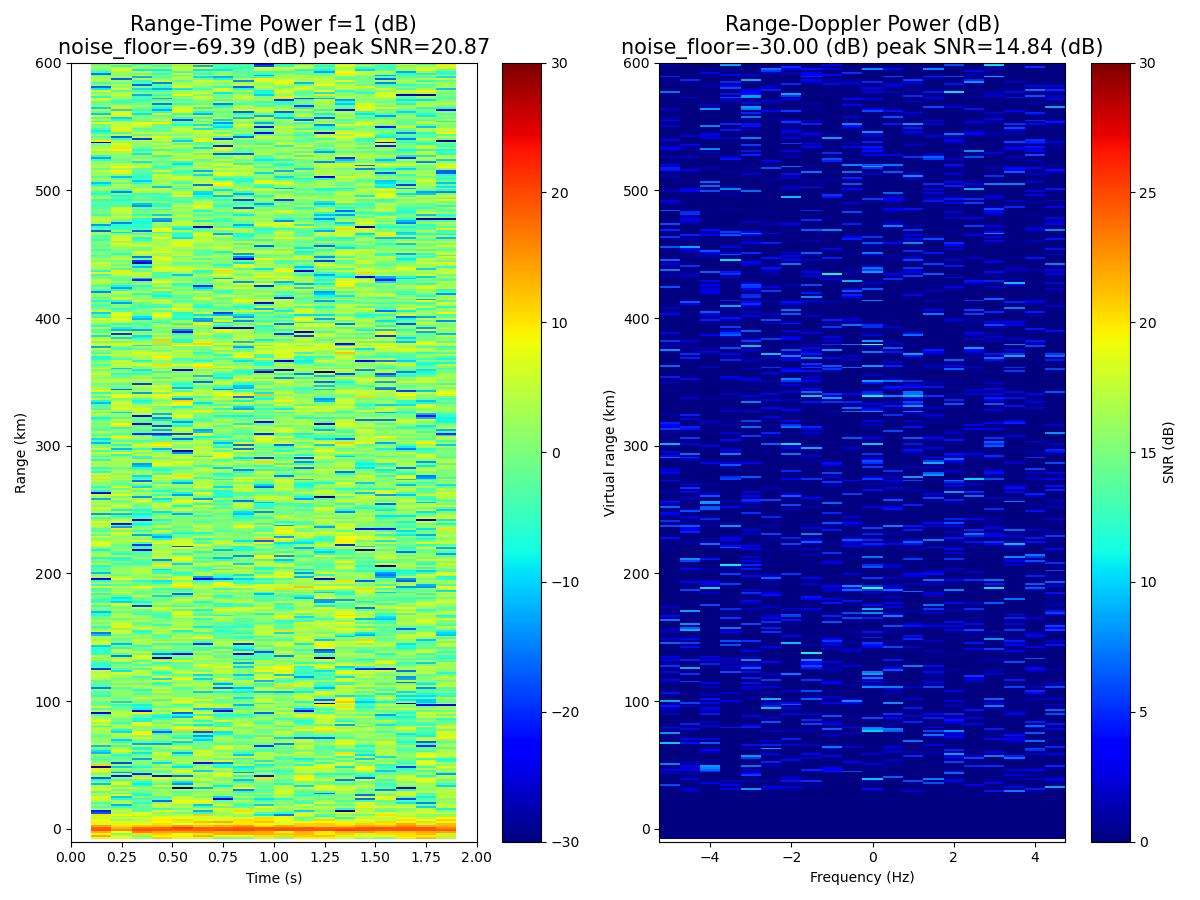 Range-Time Power f=1 (dB)
noise_floor=-69.39 (dB) peak SNR=20.87
Range (km)
600
500
400
300
200
100
0
0.00 0.25 0.50 0.75 1.00 1.25 1.50 1.75 2.00
Time (s)
30
20
10
0
−10
−20
−30
Range-Doppler Power (dB)
noise_floor=-30.00 (dB) peak SNR=14.84 (dB)
Virtual range (km)
600
500
400
300
200
100
0
−4 −2 0 2 4
Frequency (Hz)
30
25
20
15
10
5
0
SNR (dB)